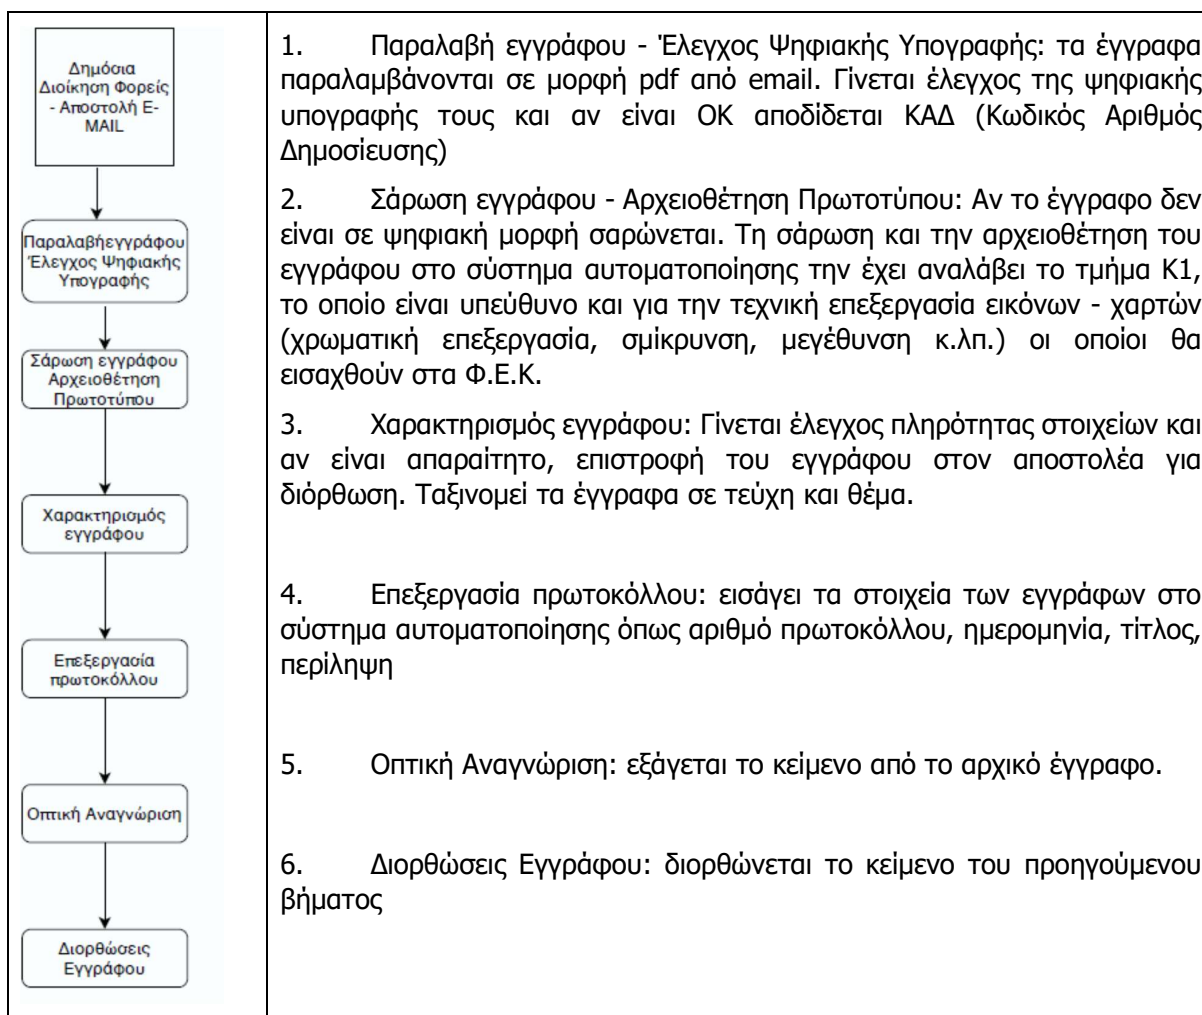 Δημόσια
Διοίκηση Φορείς
- Αποστολή E-
MAIL
Παραλαβήεγγράφου
Έλεγχος Ψηφιακής
Υπογραφής
Σάρωση εγγράφου
Αρχειοθέτηση
Πρωτοτύπου
Χαρακτηρισμός
εγγράφου
Επεξεργασία
πρωτοκόλλου
Οπτική Αναγνώριση
Διορθώσεις
Εγγράφου
1. Παραλαβή εγγράφου - Έλεγχος Ψηφιακής Υπογραφής: τα έγγραφα
παραλαμβάνονται σε μορφή pdf από email. Γίνεται έλεγχος της ψηφιακής
υπογραφής τους και αν είναι ΟΚ αποδίδεται ΚΑΔ (Κωδικός Αριθμός
Δημοσίευσης)
2. Σάρωση εγγράφου - Αρχειοθέτηση Πρωτοτύπου: Αν το έγγραφο δεν
είναι σε ψηφιακή μορφή σαρώνεται. Τη σάρωση και την αρχειοθέτηση του
εγγράφου στο σύστημα αυτοματοποίησης την έχει αναλάβει το τμήμα Κ1,
το οποίο είναι υπεύθυνο και για την τεχνική επεξεργασία εικόνων - χαρτών
(χρωματική επεξεργασία, σμίκρυνση, μεγέθυνση κ.λπ.) οι οποίοι θα
εισαχθούν στα Φ.Ε.Κ.
3. Χαρακτηρισμός εγγράφου: Γίνεται έλεγχος πληρότητας στοιχείων και
αν είναι απαραίτητο, επιστροφή του εγγράφου στον αποστολέα για
διόρθωση. Ταξινομεί τα έγγραφα σε τεύχη και θέμα.
4. Επεξεργασία πρωτοκόλλου: εισάγει τα στοιχεία των εγγράφων στο
σύστημα αυτοματοποίησης όπως αριθμό πρωτοκόλλου, ημερομηνία, τίτλος,
περίληψη
5. Οπτική Αναγνώριση: εξάγεται το κείμενο από το αρχικό έγγραφο.
6. Διορθώσεις Εγγράφου: διορθώνεται το κείμενο του προηγούμενου
βήματος